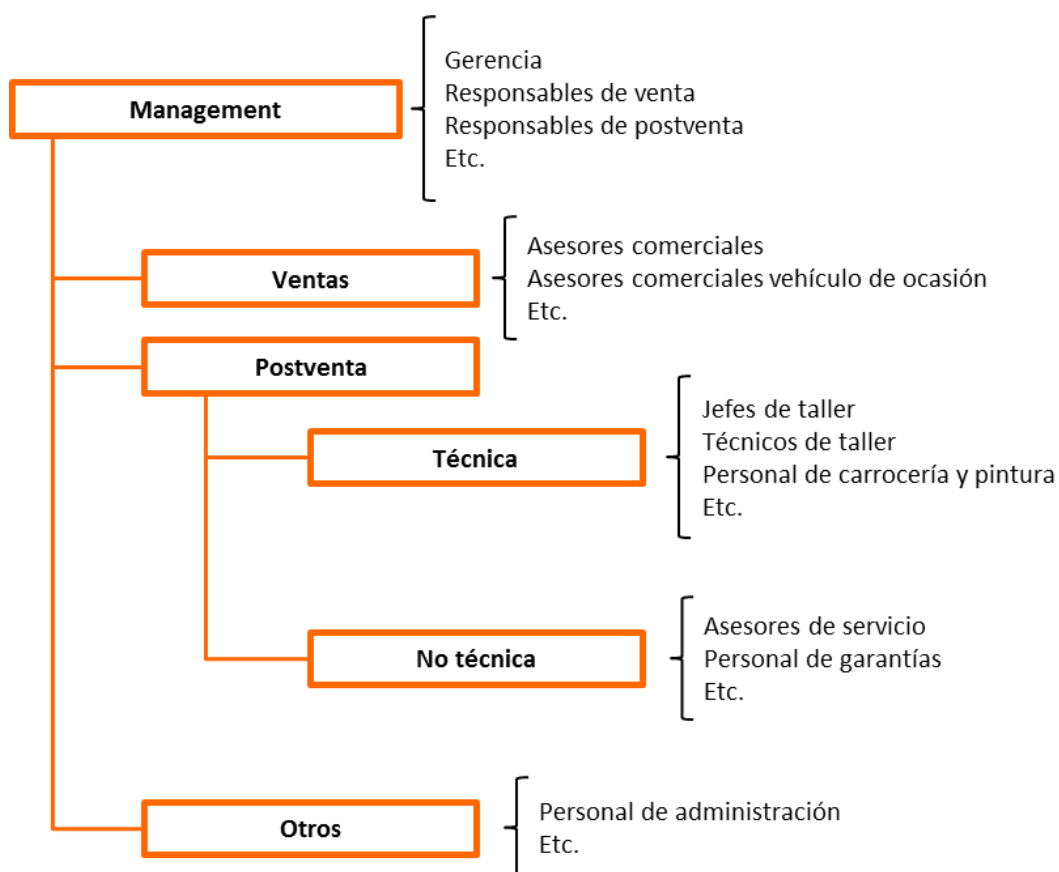 Management
Gerencia
Responsables de venta
Responsables de postventa
Etc.
Ventas
Asesores comerciales
Asesores comerciales vehículo de ocasión
Etc.
Postventa
Técnica
Jefes de taller
Técnicos de taller
Personal de carrocería y pintura
Etc.
No técnica
Asesores de servicio
Personal de garantías
Etc.
Otros
Personal de administración
Etc.